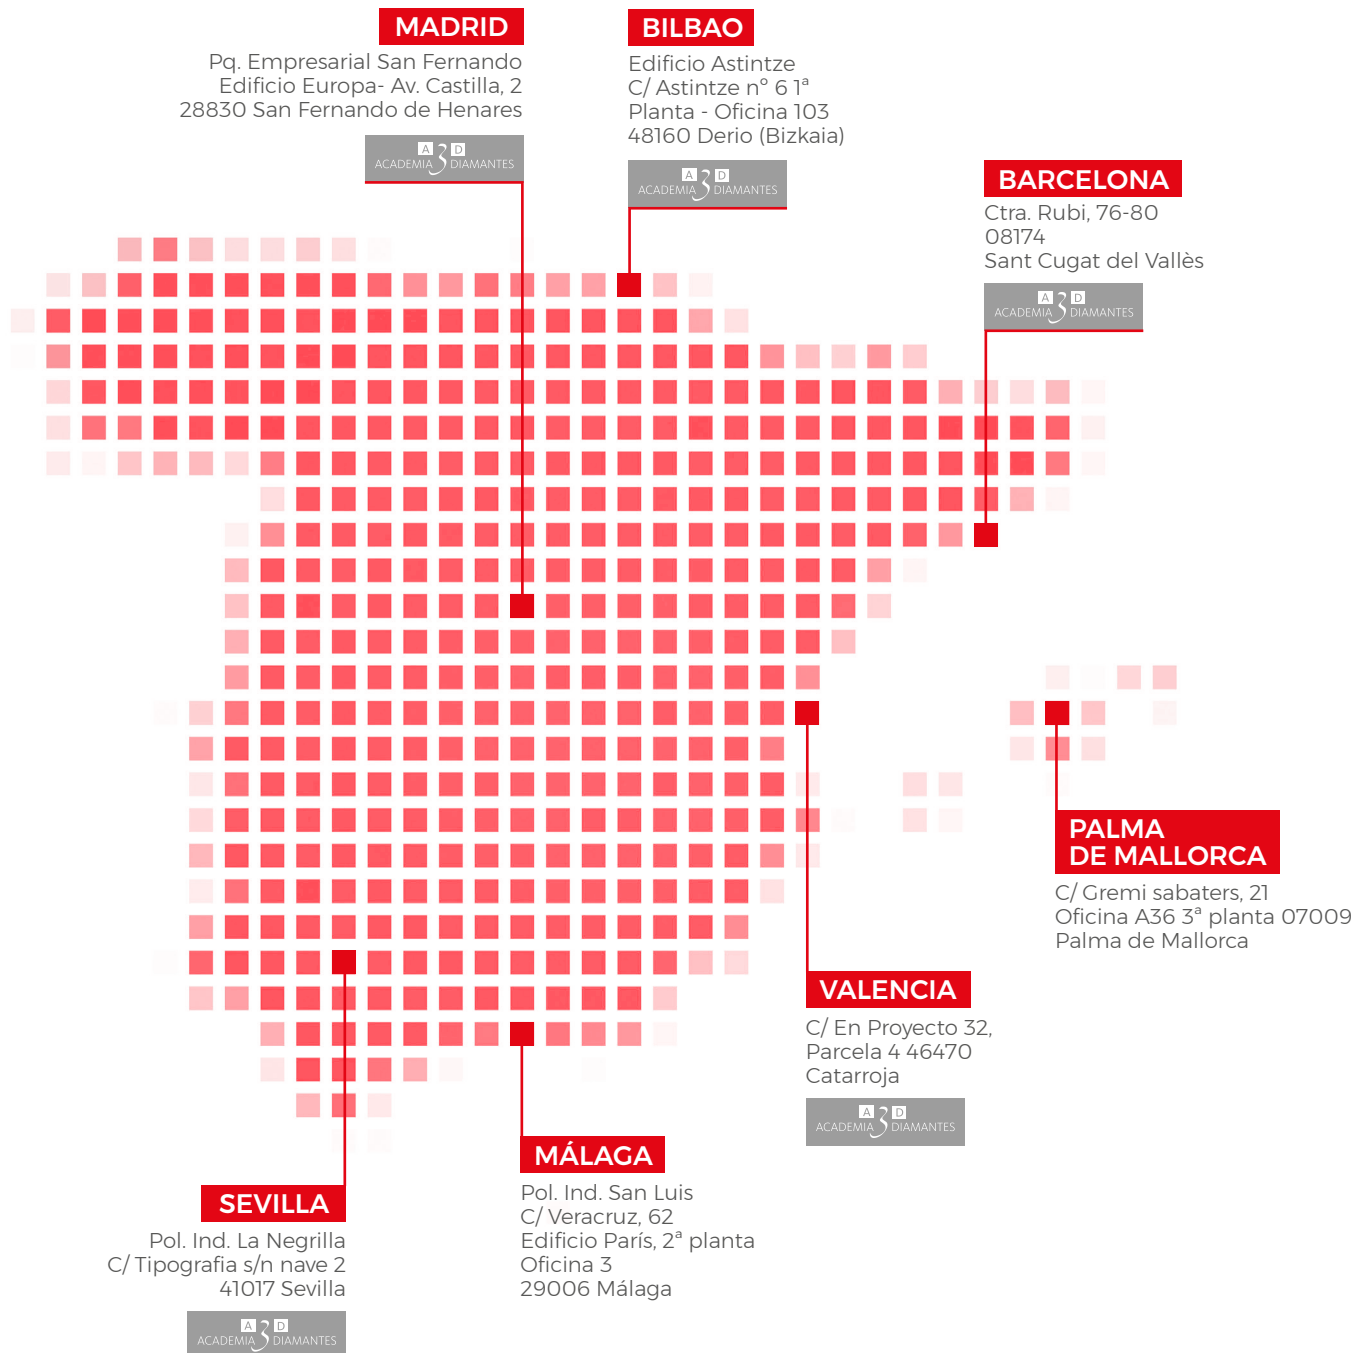 MADRID
Pq. Empresarial San Fernando
Edificio Europa- Av. Castilla, 2
28830 San Fernando de Henares
A D
ACADEMIA 3 DIAMANTES
BILBAO
Edificio Astintze
C/ Astintze nº 6 1ª
Planta - Oficina 103
48160 Derio (Bizkaia)
A D
ACADEMIA 3 DIAMANTES
BARCELONA
Ctra. Rubi, 76-80
08174
Sant Cugat del Vallès
A D
ACADEMIA 3 DIAMANTES
PALMA
DE MALLORCA
C/ Gremi sabaters, 21
Oficina A36 3ª planta 07009
Palma de Mallorca
VALENCIA
C/ En Proyecto 32,
Parcela 4 46470
Catarroja
A D
ACADEMIA 3 DIAMANTES
MÁLAGA
Pol. Ind. San Luis
C/ Veracruz, 62
Edificio París, 2ª planta
Oficina 3
29006 Málaga
SEVILLA
Pol. Ind. La Negrilla
C/ Tipografia s/n nave 2
41017 Sevilla
A D
ACADEMIA 3 DIAMANTES